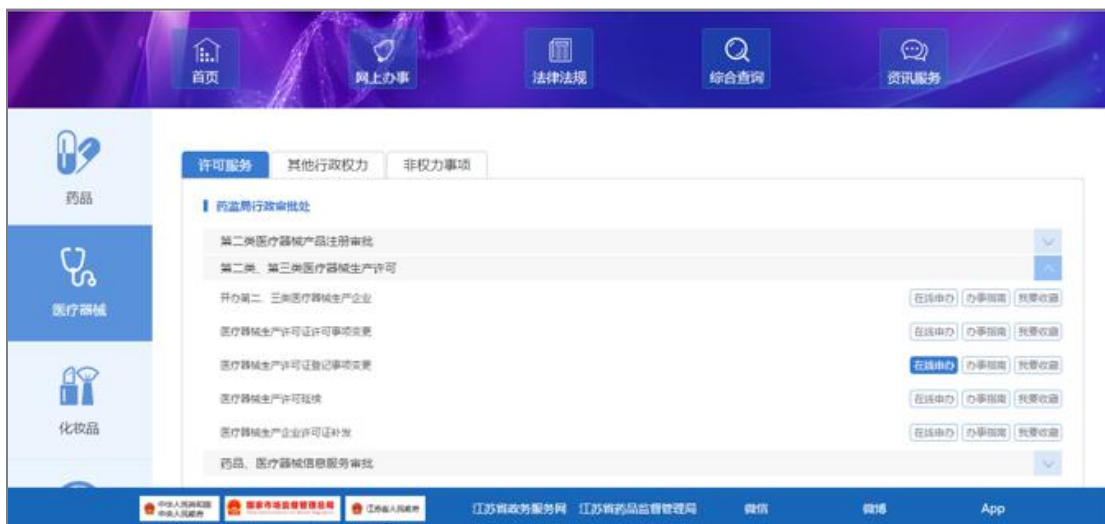 首页 网上办事 法律法规 综合查询 资讯服务
药品
医疗器械
化妆品
许可服务 其他行政权力 非权力事项
药监局行政审批处
第二类医疗器械产品注册审批
第二类、第三类医疗器械生产许可
开办第二、三类医疗器械生产企业 在线申办 办事指南 我要收藏
医疗器械生产许可证许可事项变更 在线申办 办事指南 我要收藏
医疗器械生产许可证登记事项变更 在线申办 办事指南 我要收藏
医疗器械生产许可延续 在线申办 办事指南 我要收藏
医疗器械生产企业许可证补发 在线申办 办事指南 我要收藏
药品、医疗器械信息服务审批
中华人民共和国
中央人民政府
国家市场监督管理总局 江苏省人民政府 江苏省政务服务网 江苏省药品监督管理局 微信 微博 App